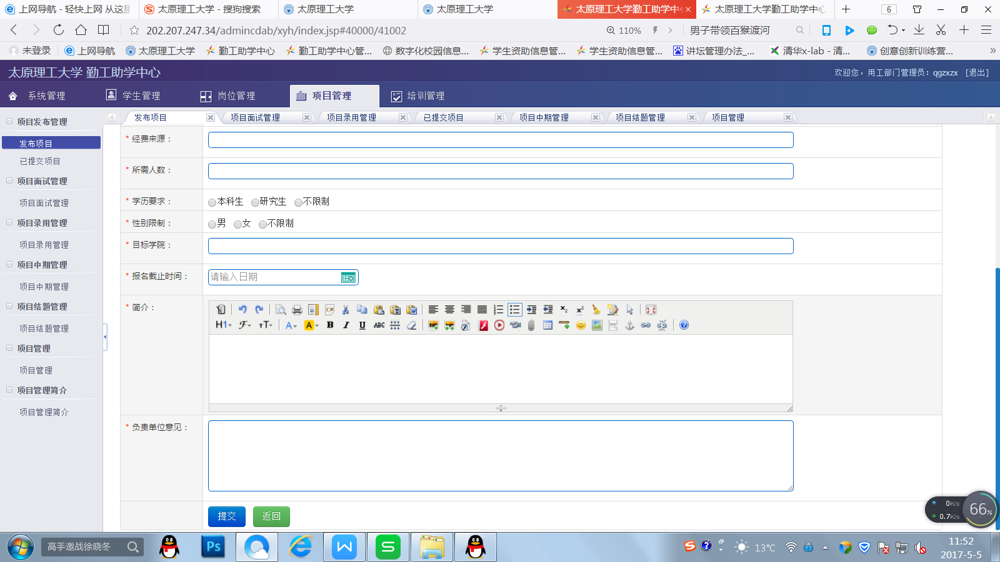 上网导航 - 轻快上网 从这里
太原理工大学 - 搜狗搜索
太原理工大学
太原理工大学
太原理工大学勤工助学中
太原理工大学勤工助学中心
6
202.207.247.34/admincdab/xyh/index.jsp#40000/41002
110%
男子带领百猴渡河
未登录
上网导航
太原理工大学
勤工助学中心
勤工助学中心管...
数字化校园信息...
学生资助信息管...
学生资助信息管...
讲坛管理办法_...
清华x-lab - 清...
创意创新训练营...
太原理工大学 勤工助学中心
欢迎您，用工部门管理员：qgzxzx [退出]
系统管理
学生管理
岗位管理
项目管理
培训管理
发布项目
项目面试管理
项目录用管理
已提交项目
项目中期管理
项目结题管理
项目管理
项目发布管理
发布项目
已提交项目
项目面试管理
项目面试管理
项目录用管理
项目录用管理
项目中期管理
项目中期管理
项目结题管理
项目结题管理
项目管理
项目管理
项目管理简介
项目管理简介
* 经费来源：
* 所需人数：
* 学历要求：
本科生 研究生 不限制
* 性别限制：
男 女 不限制
* 目标学院：
* 报名截止时间：
请输入日期
* 简介：
H1 F TT A A B I U ABC
* 负责单位意见：
提交
返回
0K/s
0.7K/s
66%
高手邀战徐晓冬
Ps
13℃
11:52
2017-5-5